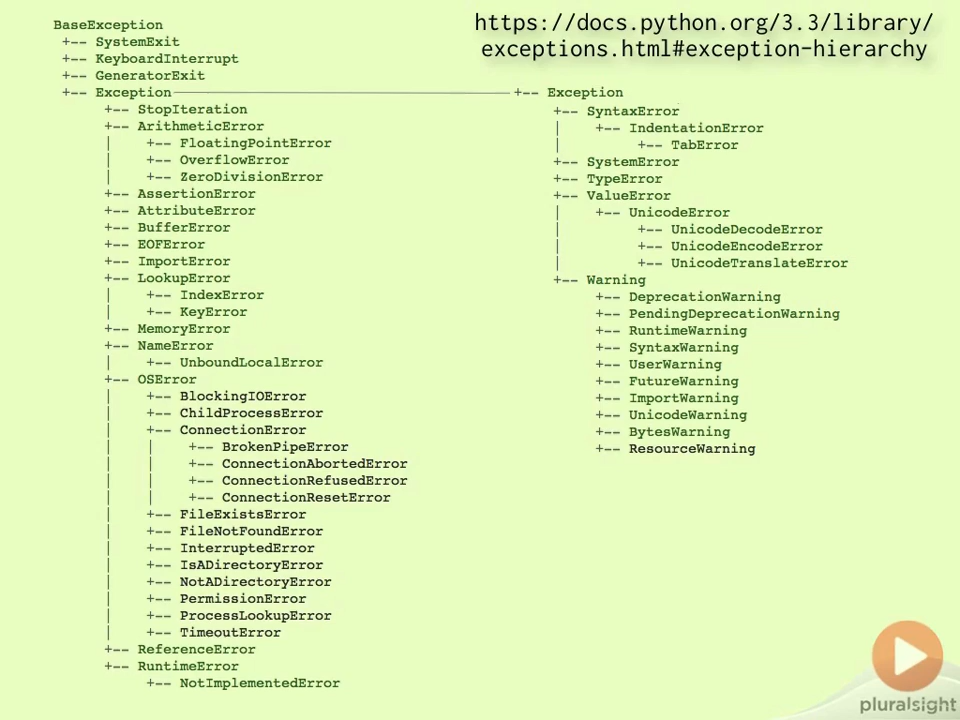 https://docs.python.org/3.3/library/
exceptions.html#exception-hierarchy
BaseException
+-- SystemExit
+-- KeyboardInterrupt
+-- GeneratorExit
+-- Exception
+-- StopIteration
+-- ArithmeticError
| +-- FloatingPointError
| +-- OverflowError
| +-- ZeroDivisionError
+-- AssertionError
+-- AttributeError
+-- BufferError
+-- EOFError
+-- ImportError
+-- LookupError
| +-- IndexError
| +-- KeyError
+-- MemoryError
+-- NameError
| +-- UnboundLocalError
+-- OSError
| +-- BlockingIOError
| +-- ChildProcessError
| +-- ConnectionError
| | +-- BrokenPipeError
| | +-- ConnectionAbortedError
| | +-- ConnectionRefusedError
| | +-- ConnectionResetError
| +-- FileExistsError
| +-- FileNotFoundError
| +-- InterruptedError
| +-- IsADirectoryError
| +-- NotADirectoryError
| +-- PermissionError
| +-- ProcessLookupError
| +-- TimeoutError
+-- ReferenceError
+-- RuntimeError
+-- NotImplementedError
+-- Exception
+-- SyntaxError
| +-- IndentationError
| +-- TabError
+-- SystemError
+-- TypeError
+-- ValueError
| +-- UnicodeError
| +-- UnicodeDecodeError
| +-- UnicodeEncodeError
| +-- UnicodeTranslateError
+-- Warning
+-- DeprecationWarning
+-- PendingDeprecationWarning
+-- RuntimeWarning
+-- SyntaxWarning
+-- UserWarning
+-- FutureWarning
+-- ImportWarning
+-- UnicodeWarning
+-- BytesWarning
+-- ResourceWarning
pluralsight